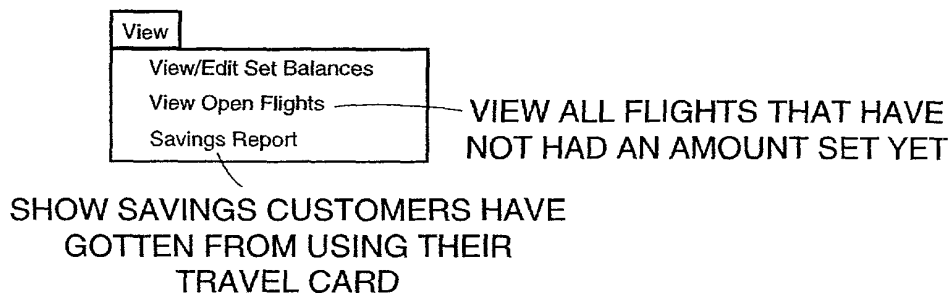 View
View/Edit Set Balances
View Open Flights
Savings Report
VIEW ALL FLIGHTS THAT HAVE
NOT HAD AN AMOUNT SET YET
SHOW SAVINGS CUSTOMERS HAVE
GOTTEN FROM USING THEIR
TRAVEL CARD